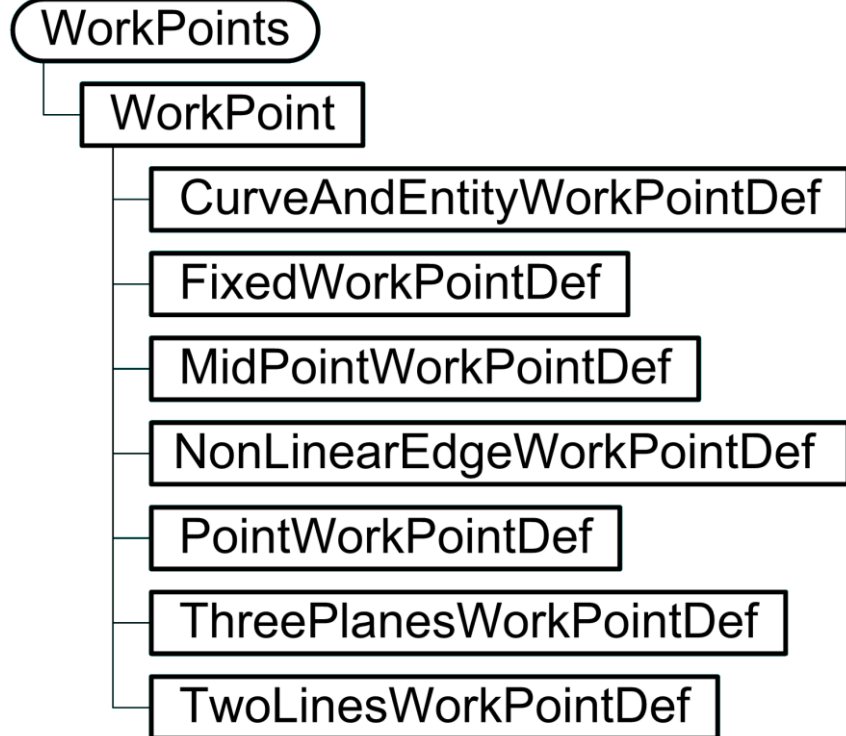 WorkPoints
WorkPoint
CurveAndEntityWorkPointDef
FixedWorkPointDef
MidPointWorkPointDef
NonLinearEdgeWorkPointDef
PointWorkPointDef
ThreePlanesWorkPointDef
TwoLinesWorkPointDef